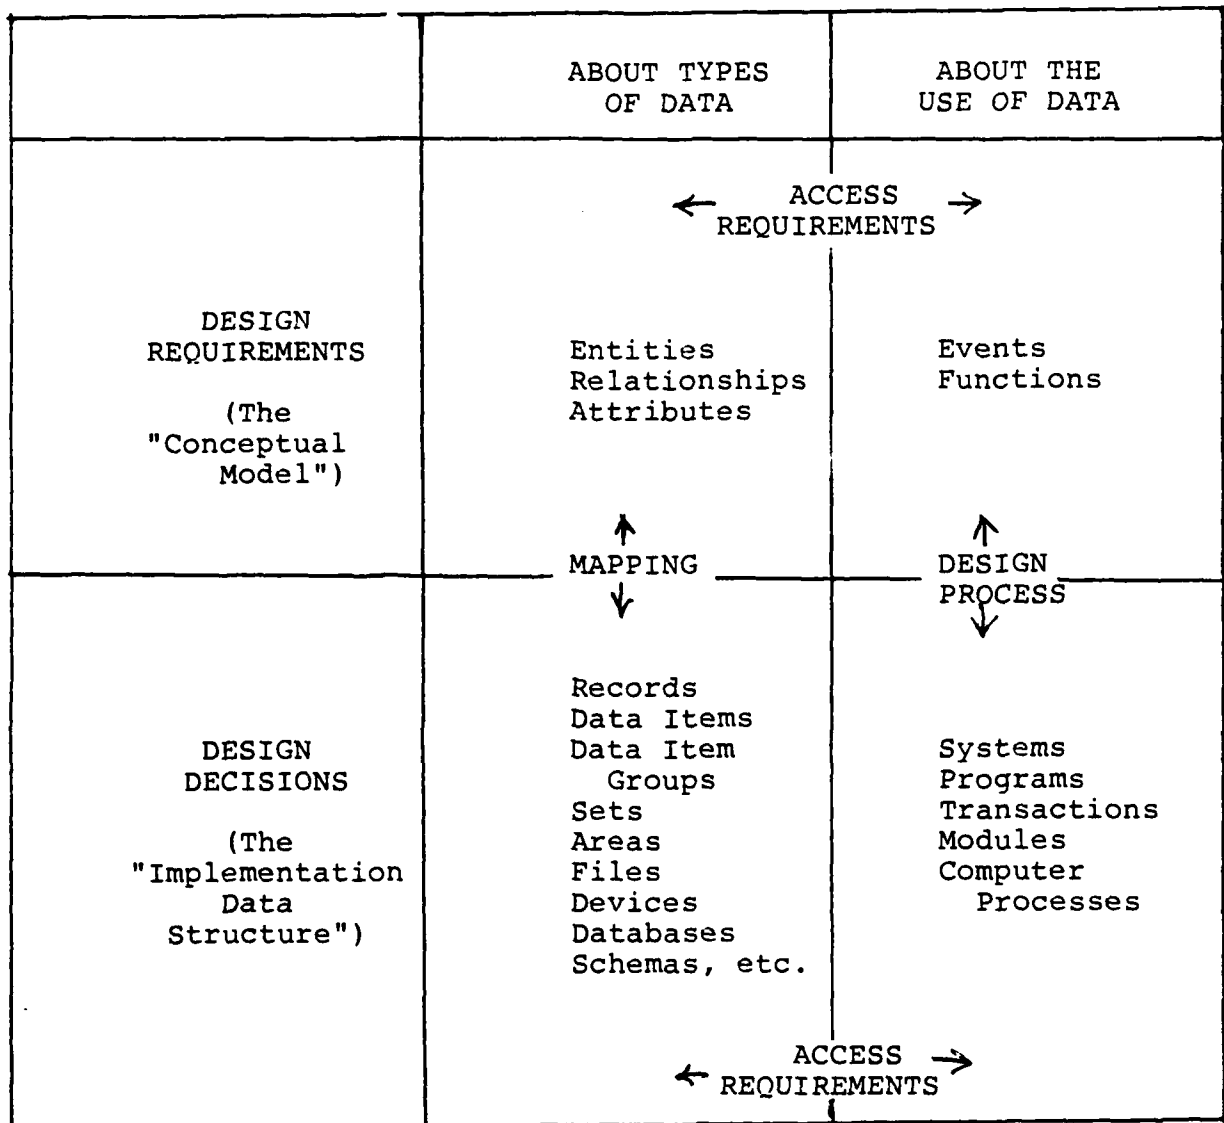 ABOUT TYPES
OF DATA
ABOUT THE
USE OF DATA
ACCESS
REQUIREMENTS
DESIGN
REQUIREMENTS
(The
"Conceptual
Model")
Entities
Relationships
Attributes
Events
Functions
MAPPING
DESIGN
PROCESS
DESIGN
DECISIONS
(The
"Implementation
Data
Structure")
Records
Data Items
Data Item
Groups
Sets
Areas
Files
Devices
Databases
Schemas, etc.
Systems
Programs
Transactions
Modules
Computer
Processes
ACCESS
REQUIREMENTS